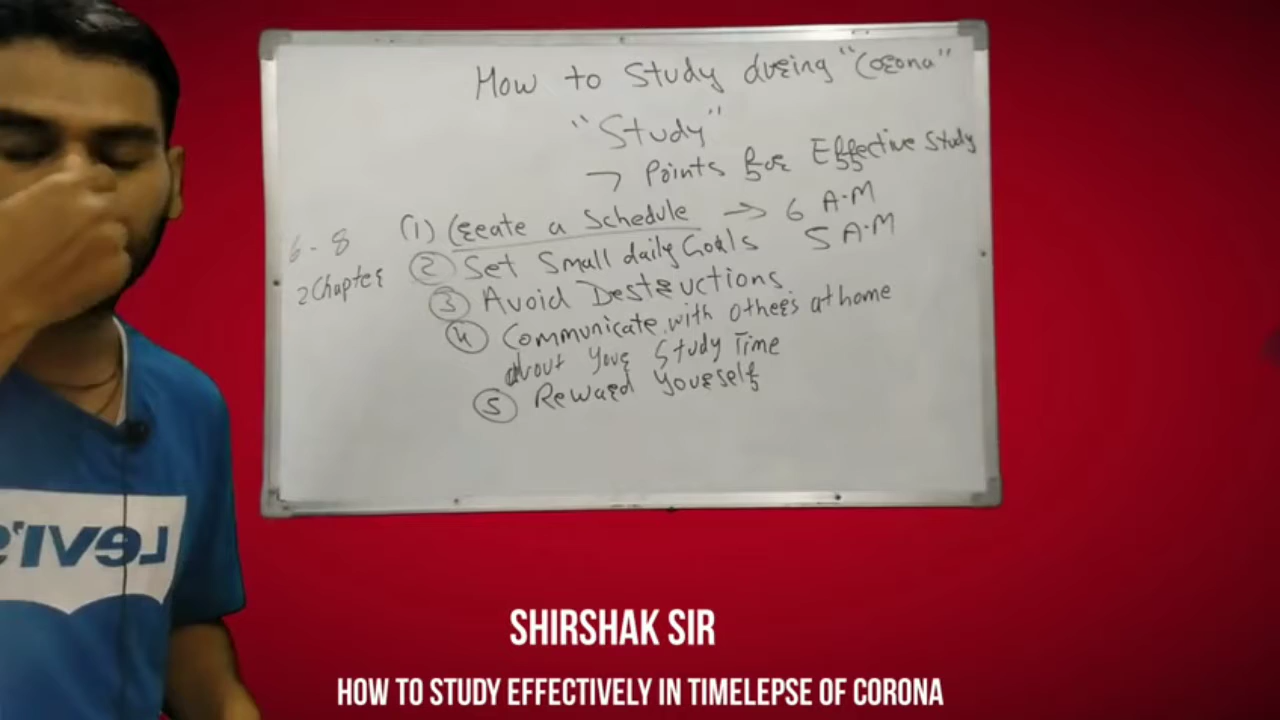 How to Study during "Corona"
"Study"
→ Points for Effective Study
(1) Create a Schedule → 6 A.M
5 A.M
6-8
2 Chapter
② Set Small daily Goals
③ Avoid Destructions
④ Communicate with others at home
about your Study Time
⑤ Reward yourself
Levi's
SHIRSHAK SIR
HOW TO STUDY EFFECTIVELY IN TIMELEPSE OF CORONA